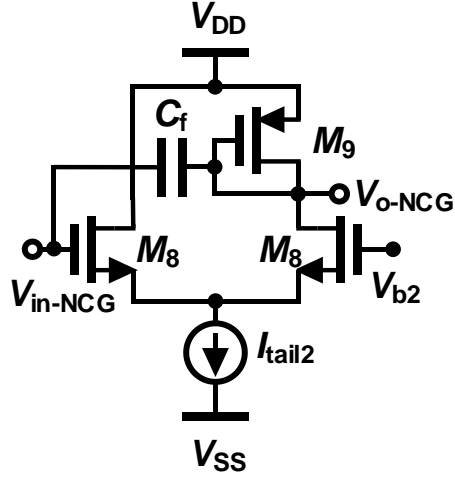 VDD
Cf
M9
Vo-NCG
M8
M8
Vin-NCG
Vb2
Itail2
VSS